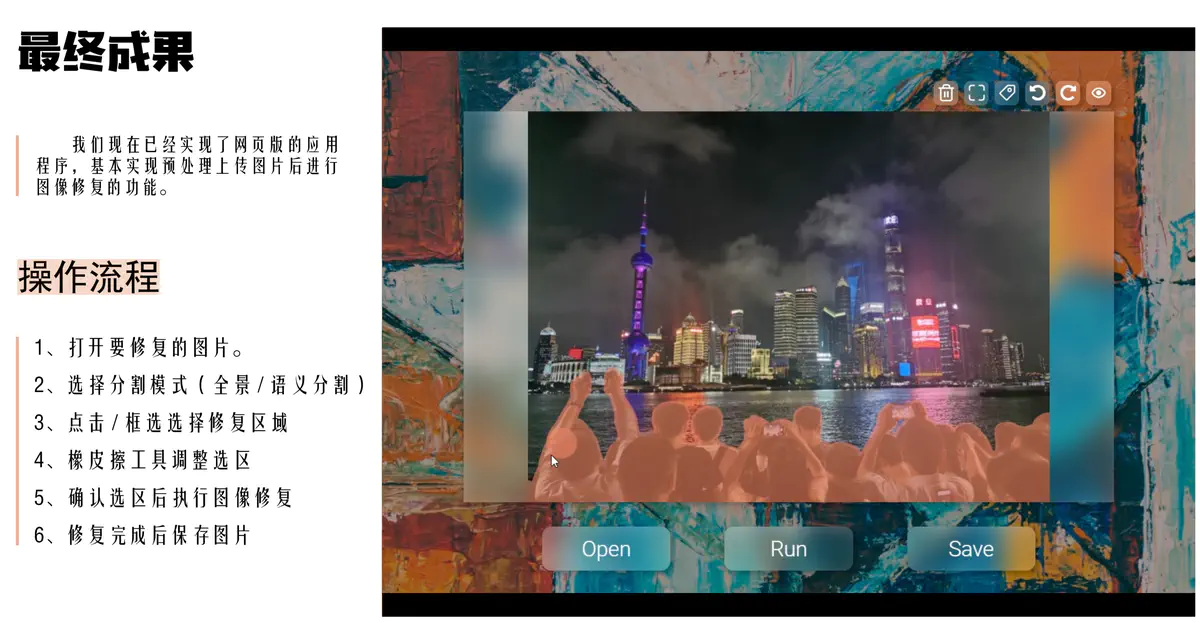 最终成果
我们现在已经实现了网页版的应用
程序，基本实现预处理上传图片后进行
图像修复的功能。
操作流程
1、打开要修复的图片。
2、选择分割模式（全景/语义分割）
3、点击/框选选择修复区域
4、橡皮擦工具调整选区
5、确认选区后执行图像修复
6、修复完成后保存图片
Open
Run
Save